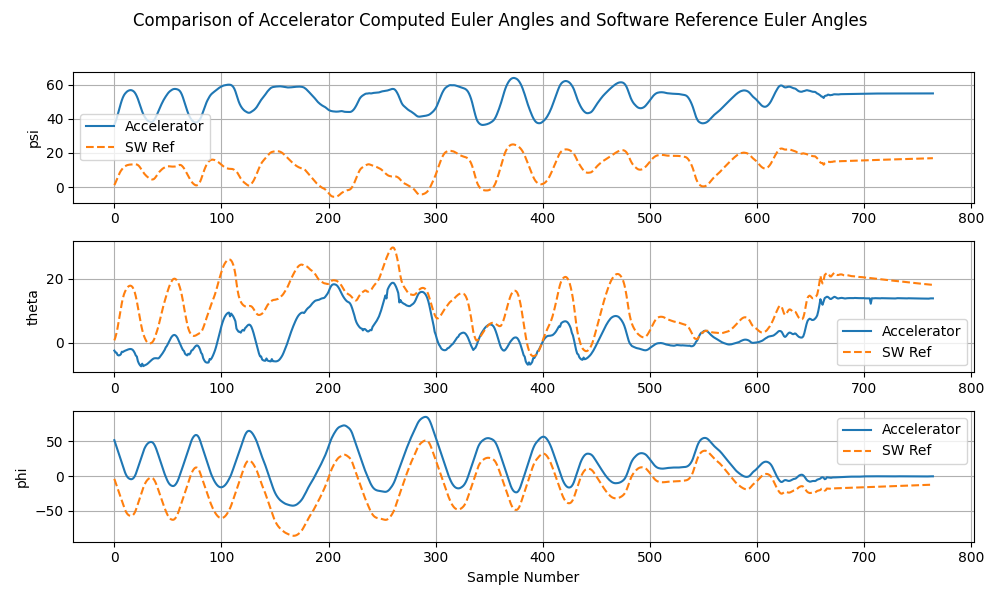 Comparison of Accelerator Computed Euler Angles and Software Reference Euler Angles
psi
60
40
20
0
Accelerator
SW Ref
0 100 200 300 400 500 600 700 800
theta
20
0
Accelerator
SW Ref
0 100 200 300 400 500 600 700 800
phi
50
0
−50
Accelerator
SW Ref
0 100 200 300 400 500 600 700 800
Sample Number